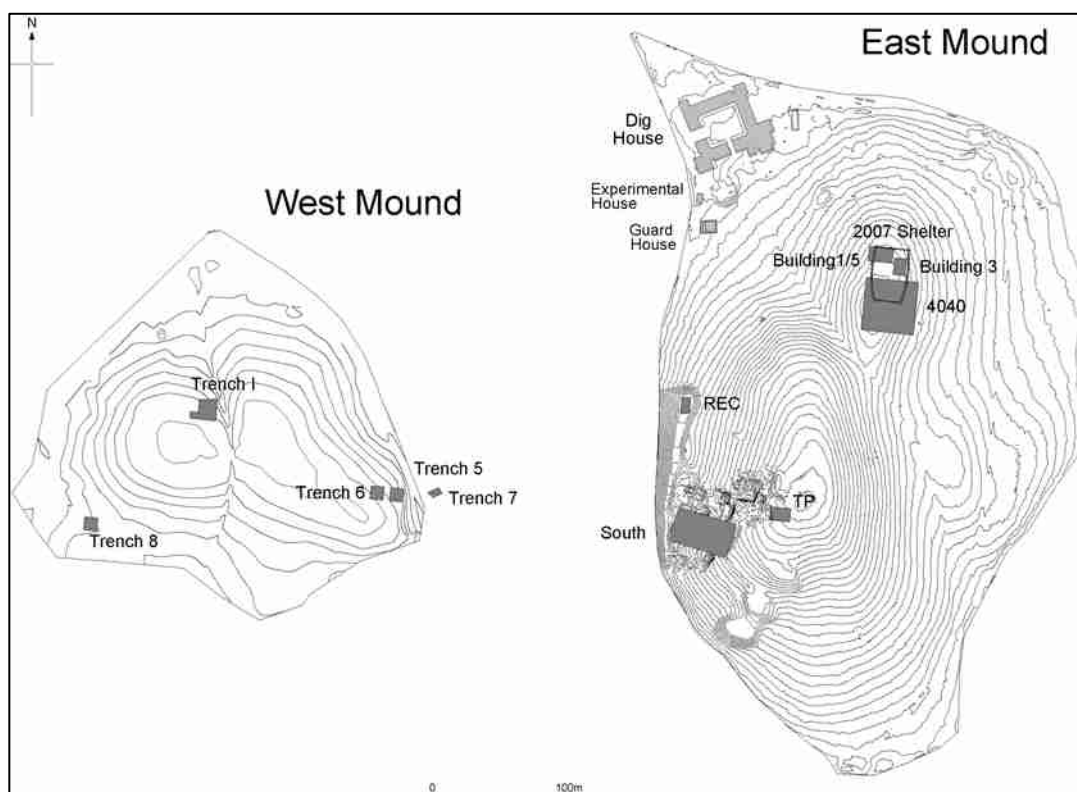 N
East Mound
Dig
House
Experimental
House
Guard
House
2007 Shelter
Building1/5
Building 3
4040
West Mound
Trench I
REC
Trench 5
Trench 6
Trench 7
TP
South
Trench 8
0
100m